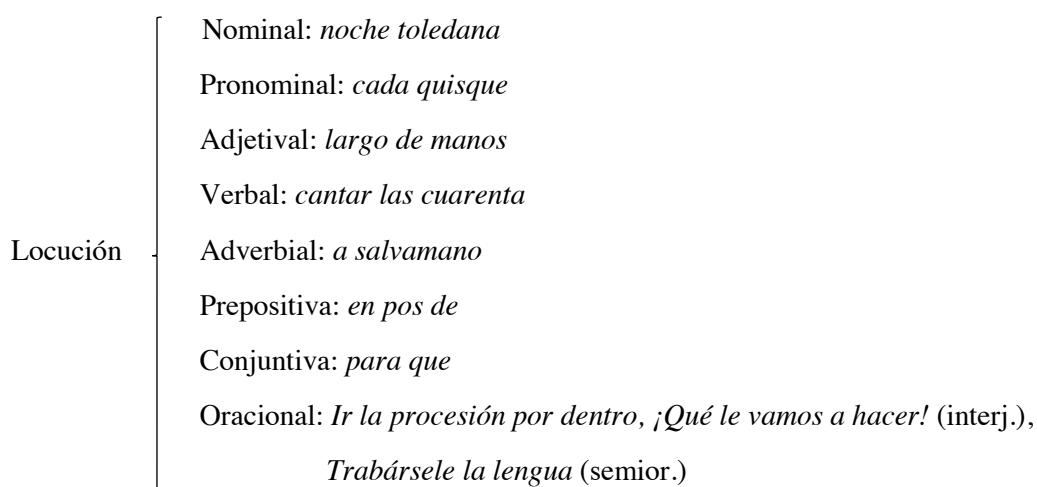 Nominal: noche toledana
Pronominal: cada quisque
Adjetival: largo de manos
Verbal: cantar las cuarenta
Locución Adverbial: a salvamano
Prepositiva: en pos de
Conjuntiva: para que
Oracional: Ir la procesión por dentro, ¡Qué le vamos a hacer! (interj.),
Trabársele la lengua (semior.)